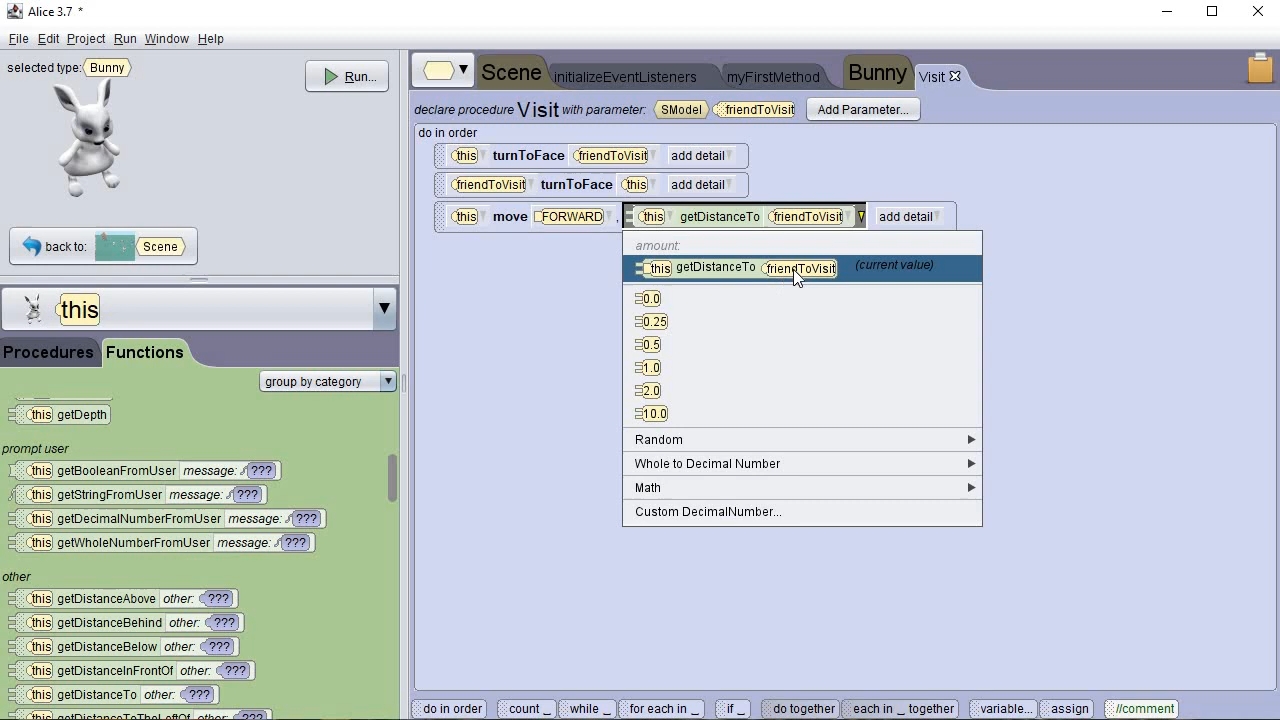 Alice 3.7 *
File Edit Project Run Window Help
selected type: Bunny
Run...
back to: Scene
this
Procedures Functions
group by category
this getDepth
prompt user
this getBooleanFromUser message: ???
this getStringFromUser message: ???
this getDecimalNumberFromUser message: ???
this getWholeNumberFromUser message: ???
other
this getDistanceAbove other: ???
this getDistanceBehind other: ???
this getDistanceBelow other: ???
this getDistanceInFrontOf other: ???
this getDistanceTo other: ???
this getDistanceToTheLeftOf other: ???
Scene initializeEventListeners myFirstMethod Bunny Visit
declare procedure Visit with parameter: SModel friendToVisit Add Parameter...
do in order
this turnToFace friendToVisit add detail
friendToVisit turnToFace this add detail
this move FORWARD , this getDistanceTo friendToVisit add detail
amount:
this getDistanceTo friendToVisit (current value)
0.0
0.25
0.5
1.0
2.0
10.0
Random
Whole to Decimal Number
Math
Custom DecimalNumber...
do in order count _ while _ for each in _ if _ do together each in _ together variable... assign //comment